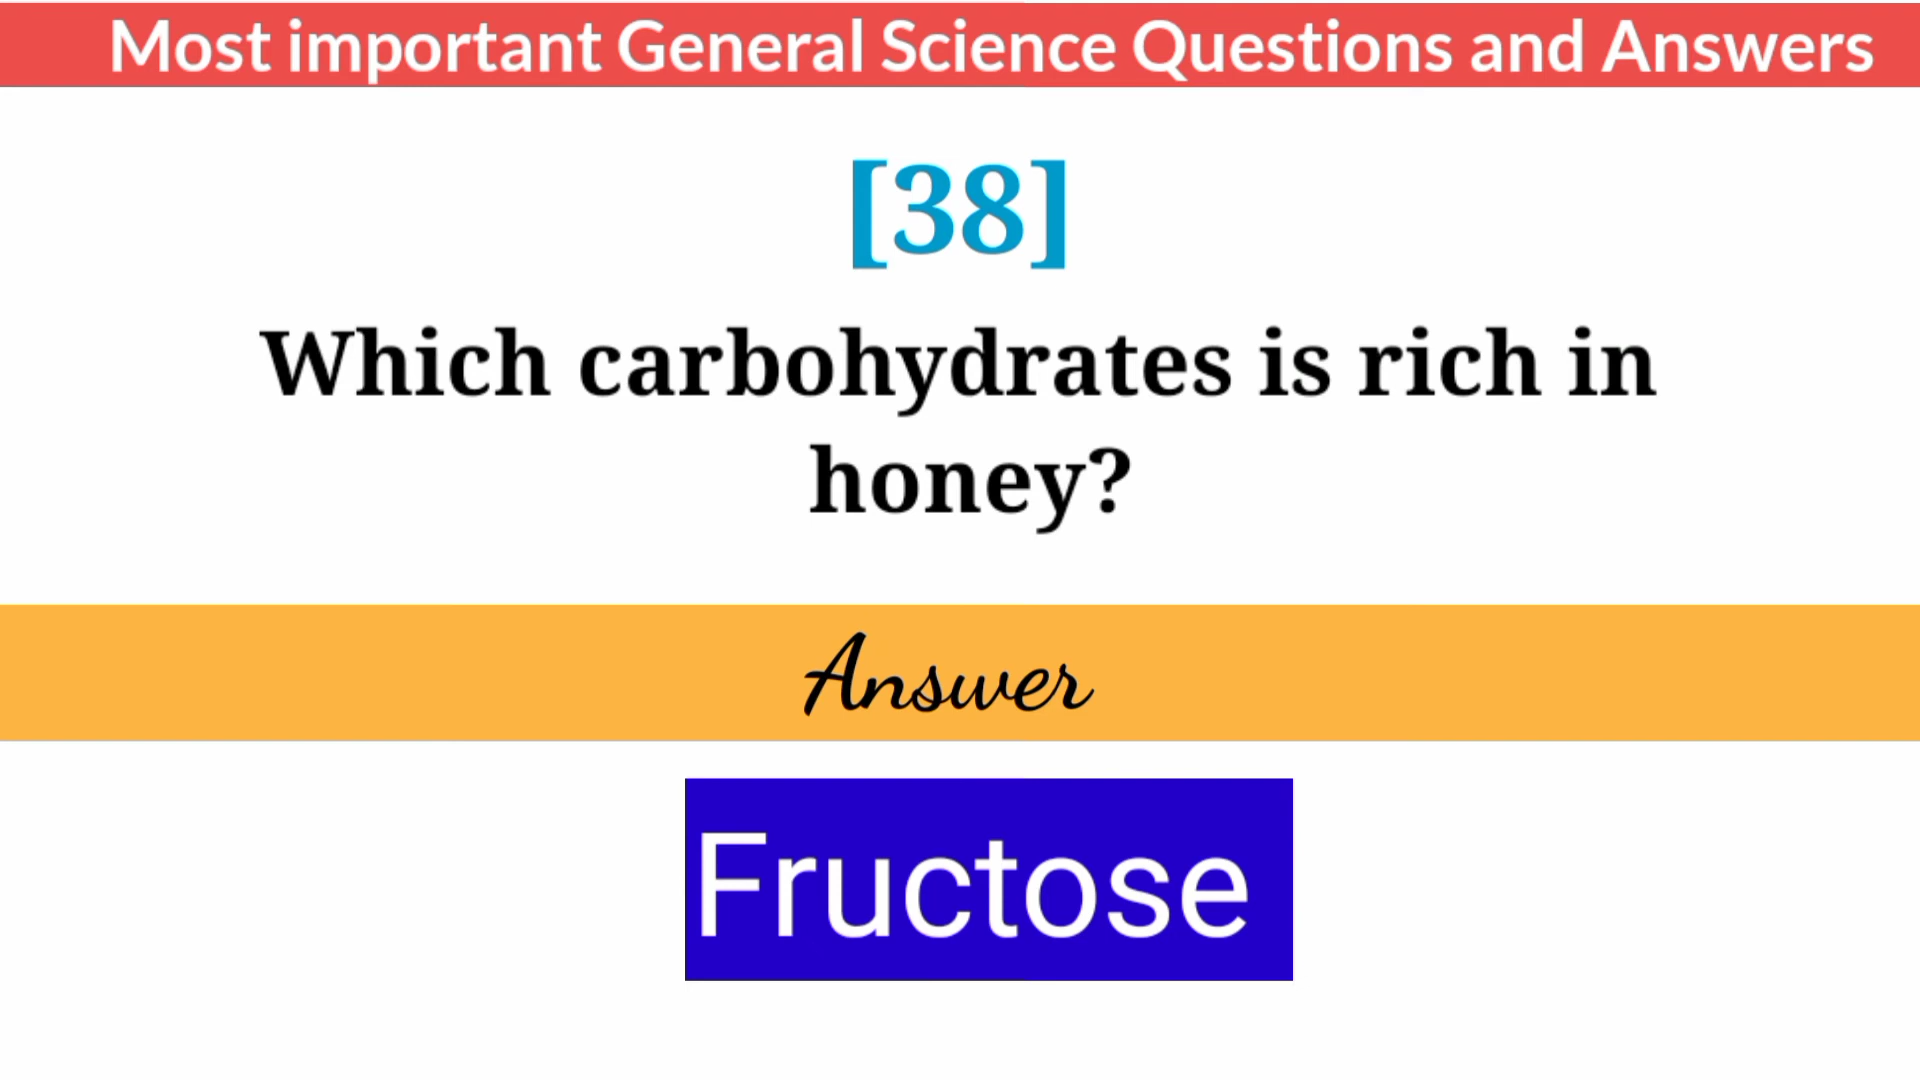 Most important General Science Questions and Answers
[38]
Which carbohydrates is rich in
honey?
Answer
Fructose